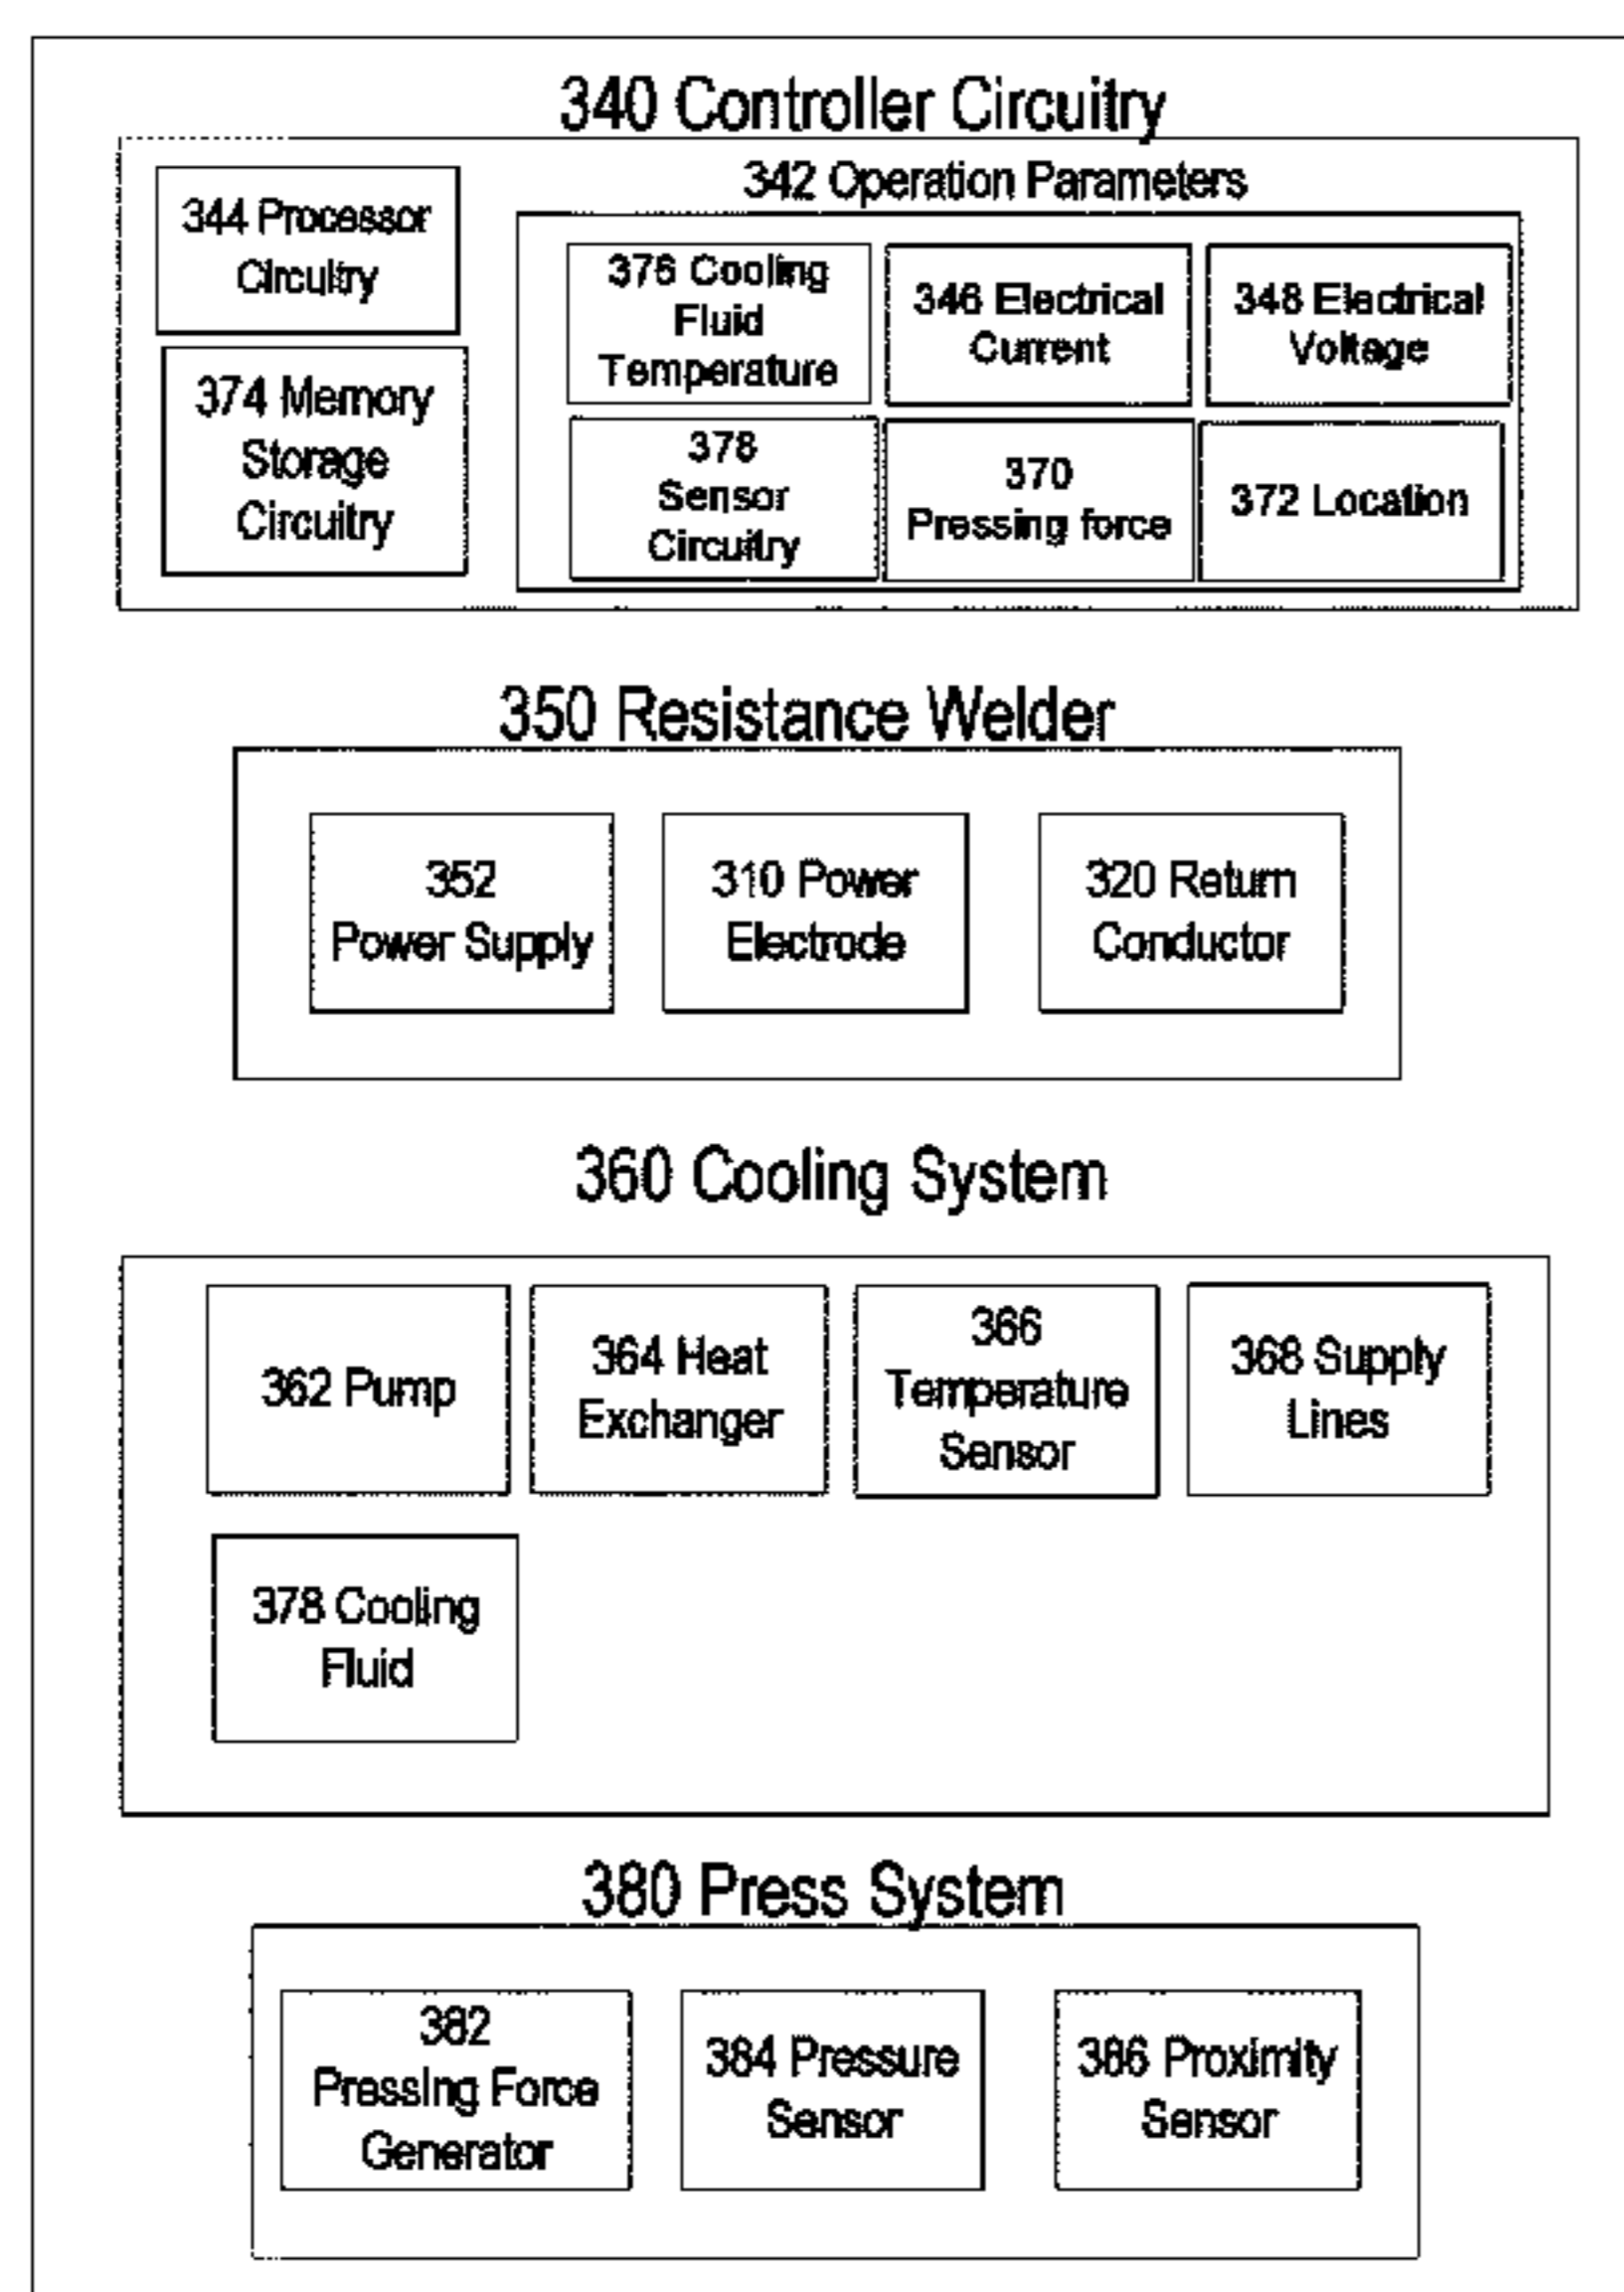 340 Controller Circuitry
344 Processor
Circuitry
374 Memory
Storage
Circuitry
342 Operation Parameters
376 Cooling
Fluid
Temperature
346 Electrical
Current
348 Electrical
Voltage
378
Sensor
Circuitry
370
Pressing force
372 Location
350 Resistance Welder
352
Power Supply
310 Power
Electrode
320 Return
Conductor
360 Cooling System
362 Pump
364 Heat
Exchanger
366
Temperature
Sensor
368 Supply
Lines
378 Cooling
Fluid
380 Press System
382
Pressing Force
Generator
384 Pressure
Sensor
386 Proximity
Sensor